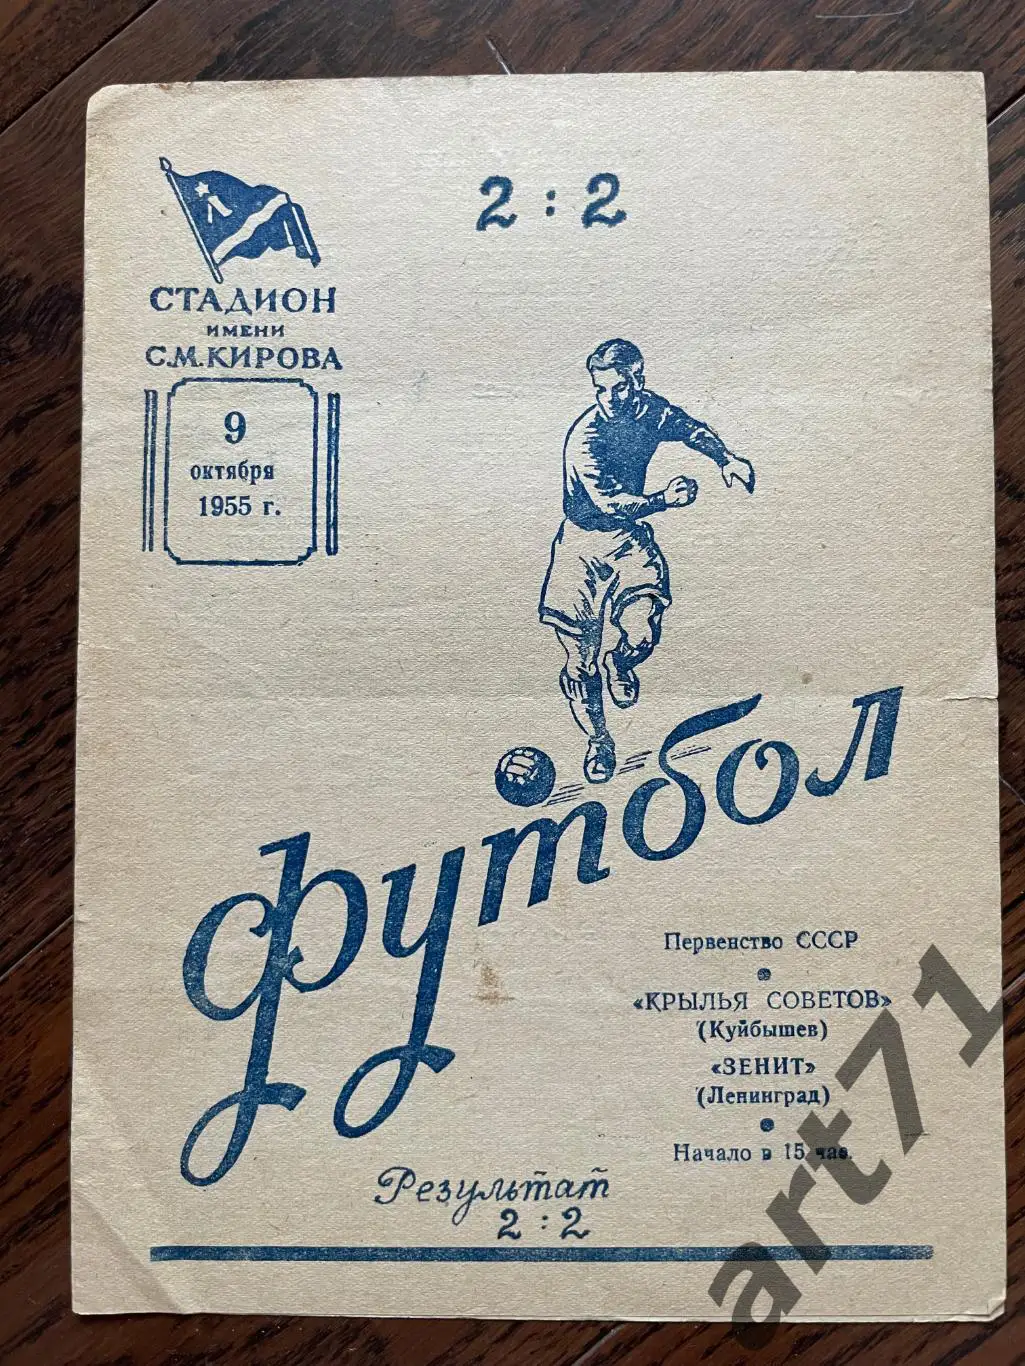 2 : 2
СТАДИОН
ИМЕНИ
С.М.КИРОВА
9
октября
1955 г.
футбол
Первенство СССР
«КРЫЛЬЯ СОВЕТОВ»
(Куйбышев)
«ЗЕНИТ»
(Ленинград)
Начало в 15 час.
Результат
2 : 2
art71